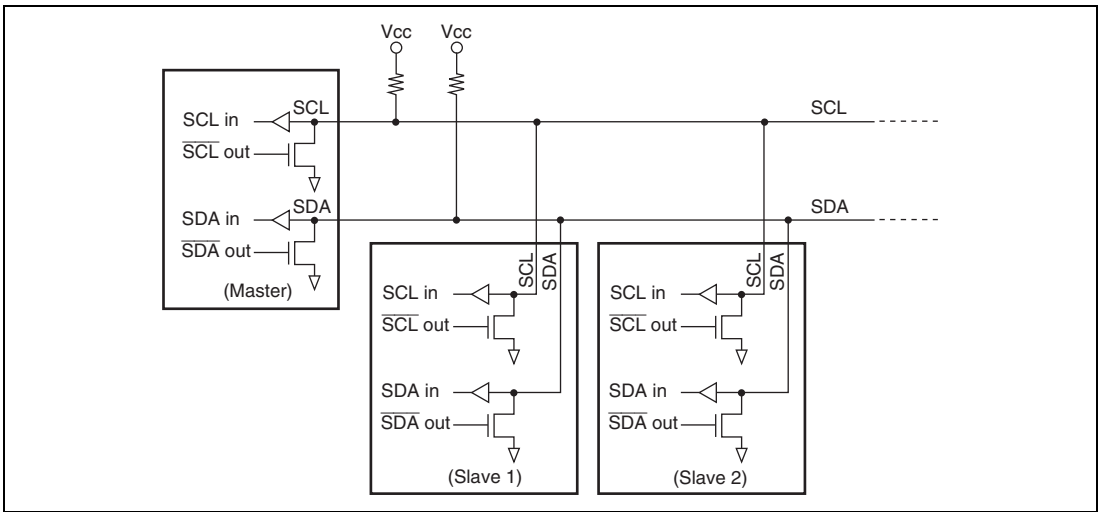 Vcc Vcc
SCL
SCL in
SCL out
SCL
SDA
SDA in
SDA out
SDA
(Master)
SCL
SDA
SCL in
SCL out
SDA in
SDA out
(Slave 1)
SCL
SDA
SCL in
SCL out
SDA in
SDA out
(Slave 2)